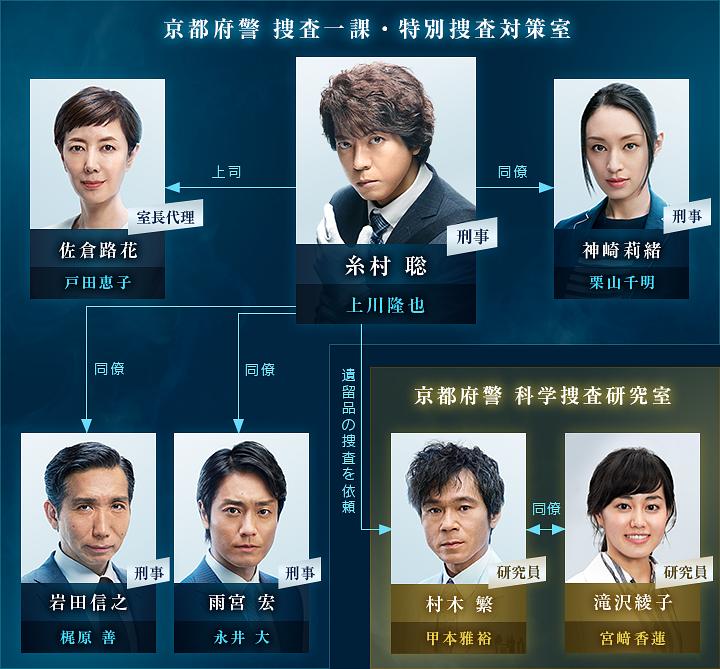 京都府警 捜査一課・特別捜査対策室
上司
同僚
室長代理
佐倉路花
戸田恵子
刑事
糸村 聡
上川隆也
刑事
神崎莉緒
栗山千明
同僚
同僚
遺留品の捜査を依頼
京都府警 科学捜査研究室
刑事
岩田信之
梶原 善
刑事
雨宮 宏
永井 大
同僚
研究員
村木 繁
甲本雅裕
研究員
滝沢綾子
宮﨑香蓮